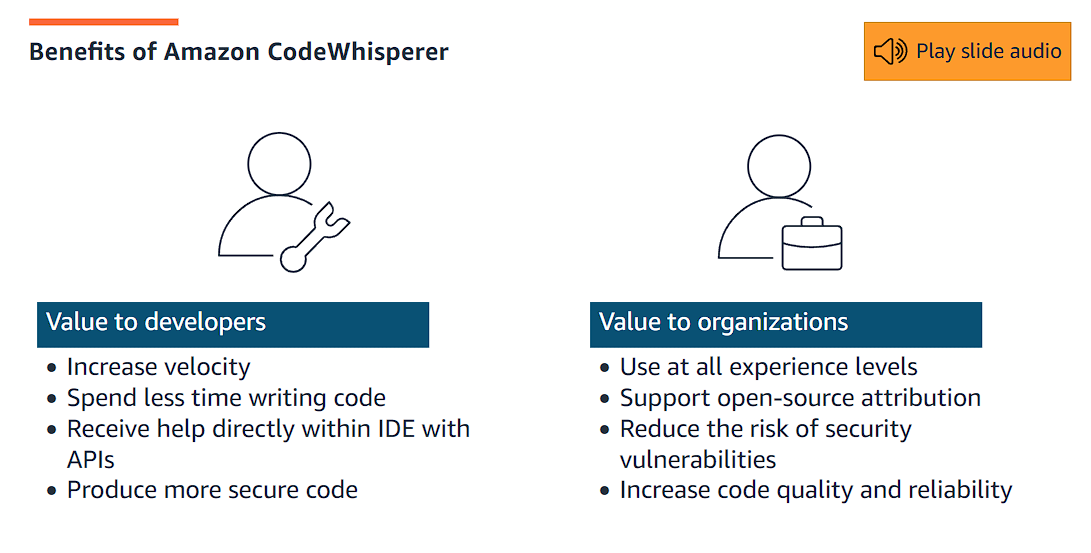 Benefits of Amazon CodeWhisperer
Play slide audio
Value to developers
• Increase velocity
• Spend less time writing code
• Receive help directly within IDE with
APIs
• Produce more secure code
Value to organizations
• Use at all experience levels
• Support open-source attribution
• Reduce the risk of security
vulnerabilities
• Increase code quality and reliability